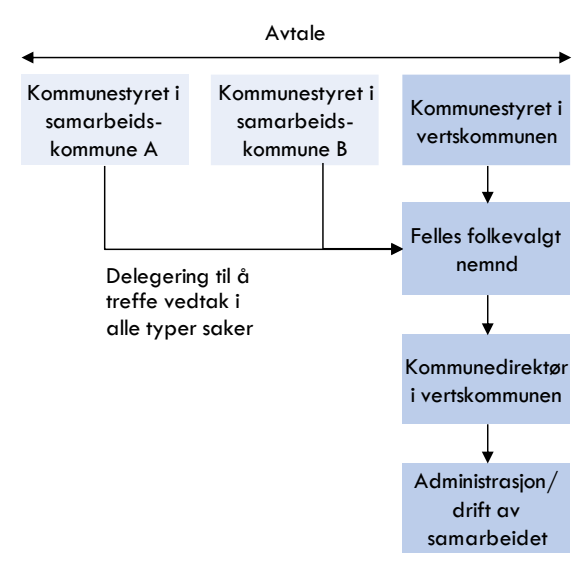 Avtale
Kommunestyret i
samarbeids-
kommune A
Kommunestyret i
samarbeids-
kommune B
Kommunestyret i
vertskommunen
Felles folkevalgt
nemnd
Delegering til å
treffe vedtak i
alle typer saker
Kommunedirektør
i vertskommunen
Administrasjon/
drift av
samarbeidet